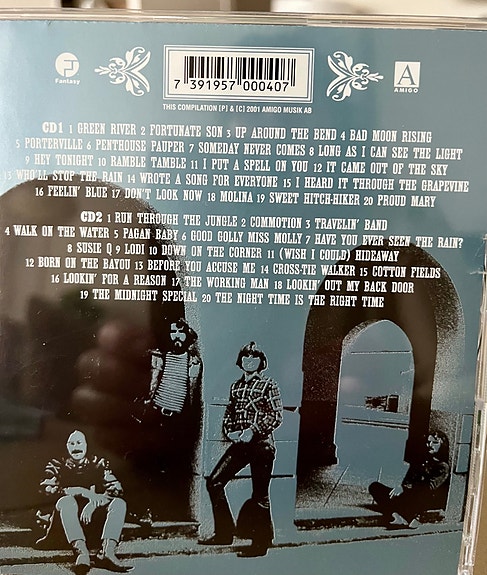 Fantasy
7 391957 000407
A
AMIGO
THIS COMPILATION [P] & [C] 2001 AMIGO MUSIK AB
CD1 1 GREEN RIVER 2 FORTUNATE SON 3 UP AROUND THE BEND 4 BAD MOON RISING
5 PORTERVILLE 6 PENTHOUSE PAUPER 7 SOMEDAY NEVER COMES 8 LONG AS I CAN SEE THE LIGHT
9 HEY TONIGHT 10 RAMBLE TAMBLE 11 I PUT A SPELL ON YOU 12 IT CAME OUT OF THE SKY
13 WHO'LL STOP THE RAIN 14 WROTE A SONG FOR EVERYONE 15 I HEARD IT THROUGH THE GRAPEVINE
16 FEELIN' BLUE 17 DON'T LOOK NOW 18 MOLINA 19 SWEET HITCH-HIKER 20 PROUD MARY
CD2 1 RUN THROUGH THE JUNGLE 2 COMMOTION 3 TRAVELIN' BAND
4 WALK ON THE WATER 5 PAGAN BABY 6 GOOD GOLLY MISS MOLLY 7 HAVE YOU EVER SEEN THE RAIN?
8 SUSIE Q 9 LODI 10 DOWN ON THE CORNER 11 (WISH I COULD) HIDEAWAY
12 BORN ON THE BAYOU 13 BEFORE YOU ACCUSE ME 14 CROSS-TIE WALKER 15 COTTON FIELDS
16 LOOKIN' FOR A REASON 17 THE WORKING MAN 18 LOOKIN' OUT MY BACK DOOR
19 THE MIDNIGHT SPECIAL 20 THE NIGHT TIME IS THE RIGHT TIME